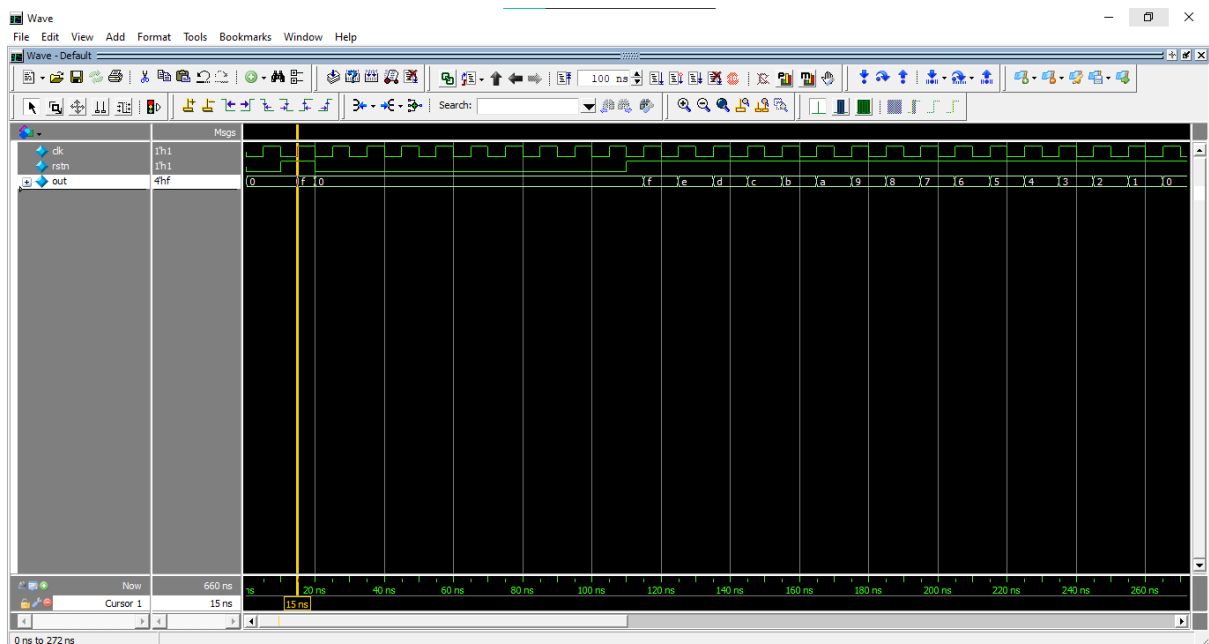 Wave
File Edit View Add Format Tools Bookmarks Window Help
Wave - Default
100 ns
Search:
Msgs
clk 1'h1
rstn 1'h1
out 4'hf 0 f 0 f e d c b a 9 8 7 6 5 4 3 2 1 0
Now 660 ns ns 20 ns 40 ns 60 ns 80 ns 100 ns 120 ns 140 ns 160 ns 180 ns 200 ns 220 ns 240 ns 260 ns
Cursor 1 15 ns 15 ns
0 ns to 272 ns